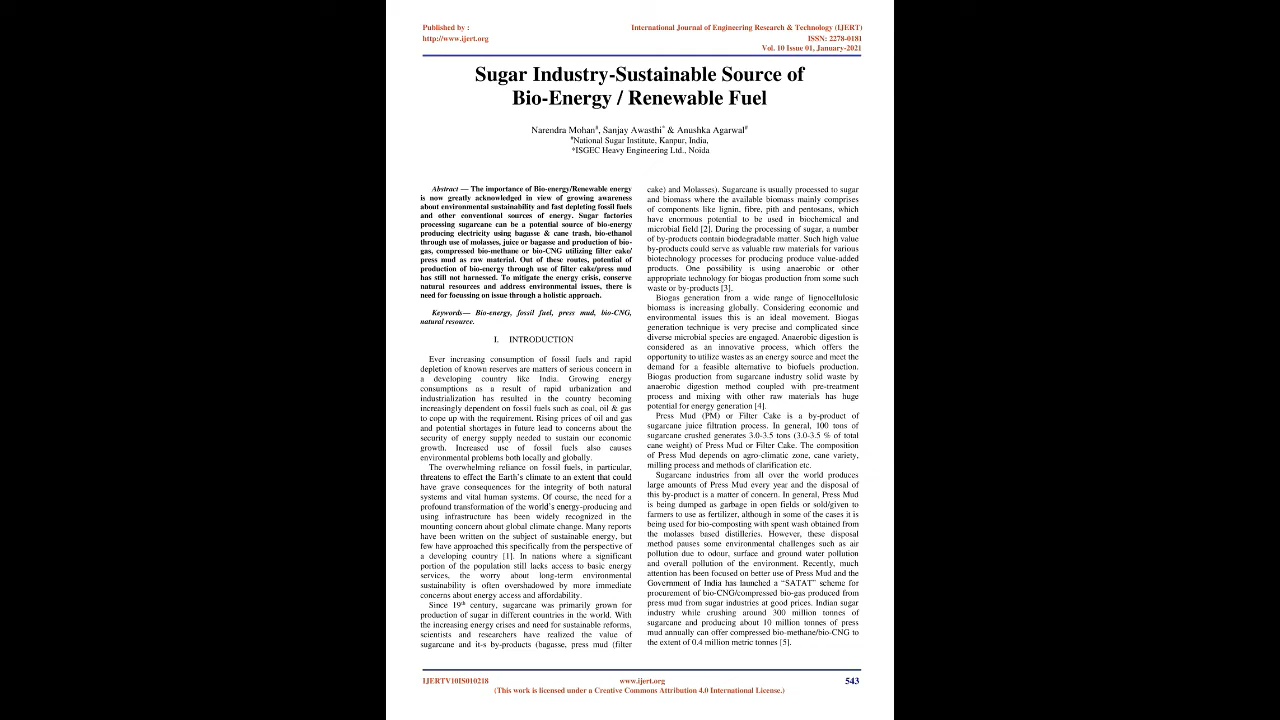 Published by :
http://www.ijert.org
International Journal of Engineering Research & Technology (IJERT)
ISSN: 2278-0181
Vol. 10 Issue 01, January-2021
Sugar Industry-Sustainable Source of
Bio-Energy / Renewable Fuel
Narendra Mohan#, Sanjay Awasthi* & Anushka Agarwal#
#National Sugar Institute, Kanpur, India,
*ISGEC Heavy Engineering Ltd., Noida
Abstract — The importance of Bio-energy/Renewable energy
is now greatly acknowledged in view of growing awareness
about environmental sustainability and fast depleting fossil fuels
and other conventional sources of energy. Sugar factories
processing sugarcane can be a potential source of bio-energy
producing electricity using bagasse & cane trash, bio-ethanol
through use of molasses, juice or bagasse and production of bio-
gas, compressed bio-methane or bio-CNG utilizing filter cake/
press mud as raw material. Out of these routes, potential of
production of bio-energy through use of filter cake/press mud
has still not harnessed. To mitigate the energy crisis, conserve
natural resources and address environmental issues, there is
need for focussing on issue through a holistic approach.
Keywords— Bio-energy, fossil fuel, press mud, bio-CNG,
natural resource.
I. INTRODUCTION
Ever increasing consumption of fossil fuels and rapid
depletion of known reserves are matters of serious concern in
a developing country like India. Growing energy
consumptions as a result of rapid urbanization and
industrialization has resulted in the country becoming
increasingly dependent on fossil fuels such as coal, oil & gas
to cope up with the requirement. Rising prices of oil and gas
and potential shortages in future lead to concerns about the
security of energy supply needed to sustain our economic
growth. Increased use of fossil fuels also causes
environmental problems both locally and globally.
The overwhelming reliance on fossil fuels, in particular,
threatens to effect the Earth's climate to an extent that could
have grave consequences for the integrity of both natural
systems and vital human systems. Of course, the need for a
profound transformation of the world's energy-producing and
using infrastructure has been widely recognized in the
mounting concern about global climate change. Many reports
have been written on the subject of sustainable energy, but
few have approached this specifically from the perspective of
a developing country [1]. In nations where a significant
portion of the population still lacks access to basic energy
services, the worry about long-term environmental
sustainability is often overshadowed by more immediate
concerns about energy access and affordability.
Since 19th century, sugarcane was primarily grown for
production of sugar in different countries in the world. With
the increasing energy crises and need for sustainable reforms,
scientists and researchers have realized the value of
sugarcane and it-s by-products (bagasse, press mud (filter
cake) and Molasses). Sugarcane is usually processed to sugar
and biomass where the available biomass mainly comprises
of components like lignin, fibre, pith and pentosans, which
have enormous potential to be used in biochemical and
microbial field [2]. During the processing of sugar, a number
of by-products contain biodegradable matter. Such high value
by-products could serve as valuable raw materials for various
biotechnology processes for producing produce value-added
products. One possibility is using anaerobic or other
appropriate technology for biogas production from some such
waste or by-products [3].
Biogas generation from a wide range of lignocellulosic
biomass is increasing globally. Considering economic and
environmental issues this is an ideal movement. Biogas
generation technique is very precise and complicated since
diverse microbial species are engaged. Anaerobic digestion is
considered as an innovative process, which offers the
opportunity to utilize wastes as an energy source and meet the
demand for a feasible alternative to biofuels production.
Biogas production from sugarcane industry solid waste by
anaerobic digestion method coupled with pre-treatment
process and mixing with other raw materials has huge
potential for energy generation [4].
Press Mud (PM) or Filter Cake is a by-product of
sugarcane juice filtration process. In general, 100 tons of
sugarcane crushed generates 3.0-3.5 tons (3.0-3.5 % of total
cane weight) of Press Mud or Filter Cake. The composition
of Press Mud depends on agro-climatic zone, cane variety,
milling process and methods of clarification etc.
Sugarcane industries from all over the world produces
large amounts of Press Mud every year and the disposal of
this by-product is a matter of concern. In general, Press Mud
is being dumped as garbage in open fields or sold/given to
farmers to use as fertilizer, although in some of the cases it is
being used for bio-composting with spent wash obtained from
the molasses based distilleries. However, these disposal
method pauses some environmental challenges such as air
pollution due to odour, surface and ground water pollution
and overall pollution of the environment. Recently, much
attention has been focused on better use of Press Mud and the
Government of India has launched a “SATAT” scheme for
procurement of bio-CNG/compressed bio-gas produced from
press mud from sugar industries at good prices. Indian sugar
industry while crushing around 300 million tonnes of
sugarcane and producing about 10 million tonnes of press
mud annually can offer compressed bio-methane/bio-CNG to
the extent of 0.4 million metric tonnes [5].
IJERTV10IS010218
www.ijert.org
(This work is licensed under a Creative Commons Attribution 4.0 International License.)
543